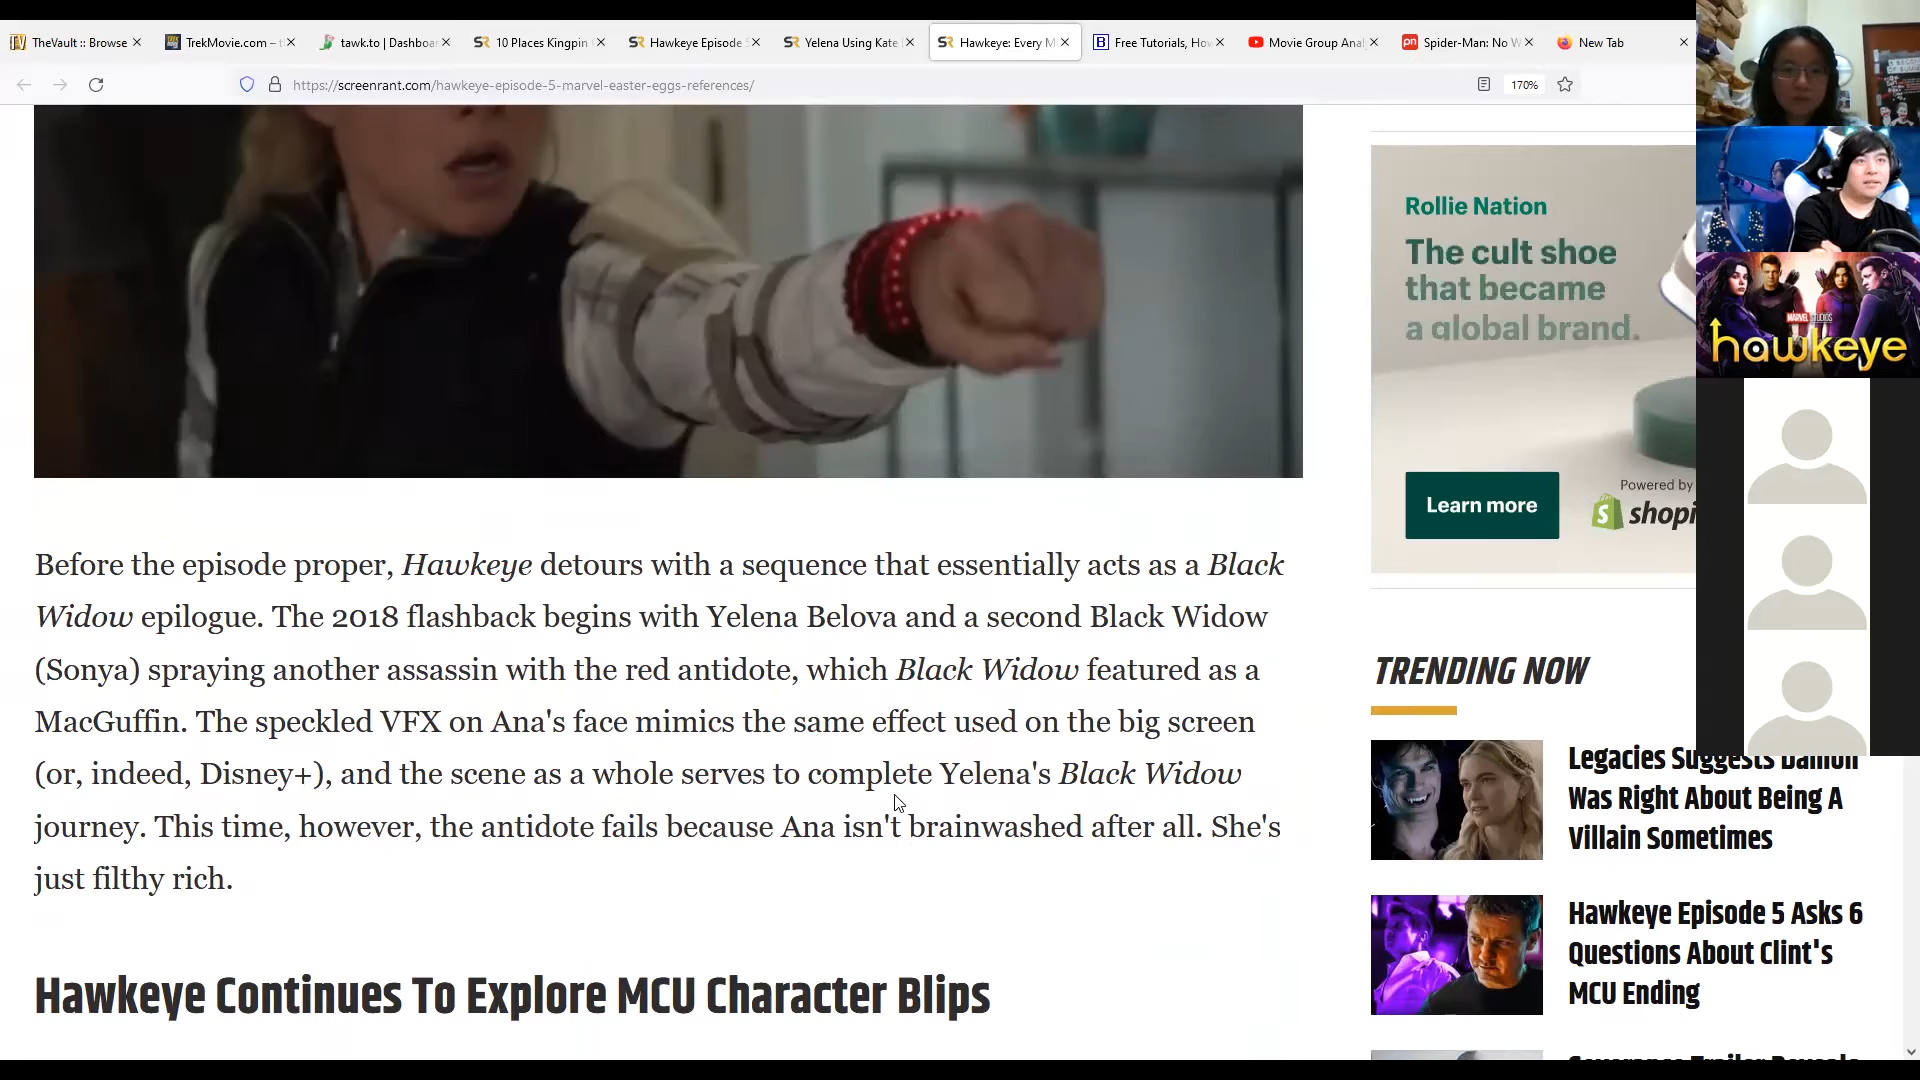 TheVault :: Browse
TrekMovie.com –
tawk.to | Dashboar
10 Places Kingpin
Hawkeye Episode
Yelena Using Kate
Hawkeye: Every M
Free Tutorials, How
Movie Group Anal
Spider-Man: No W
New Tab
https://screenrant.com/hawkeye-episode-5-marvel-easter-eggs-references/
170%
Rollie Nation
The cult shoe
that became
a global brand.
Learn more
Powered by
shopi
MARVEL STUDIOS
hawkeye
Before the episode proper, Hawkeye detours with a sequence that essentially acts as a Black
Widow epilogue. The 2018 flashback begins with Yelena Belova and a second Black Widow
(Sonya) spraying another assassin with the red antidote, which Black Widow featured as a
MacGuffin. The speckled VFX on Ana's face mimics the same effect used on the big screen
(or, indeed, Disney+), and the scene as a whole serves to complete Yelena's Black Widow
journey. This time, however, the antidote fails because Ana isn't brainwashed after all. She's
just filthy rich.
Hawkeye Continues To Explore MCU Character Blips
TRENDING NOW
Legacies Suggests Damon
Was Right About Being A
Villain Sometimes
Hawkeye Episode 5 Asks 6
Questions About Clint's
MCU Ending